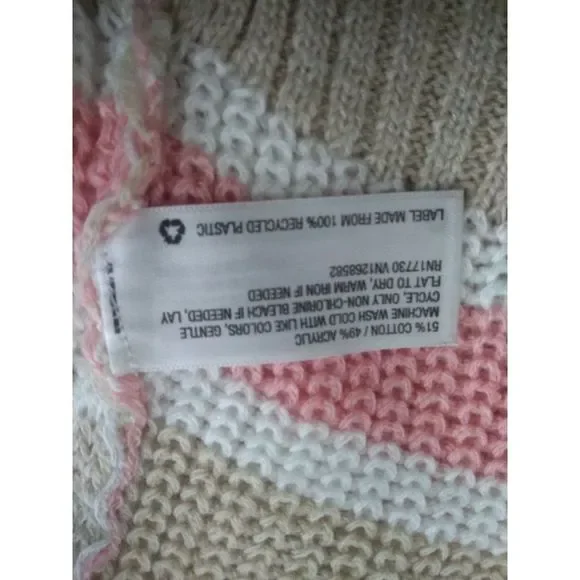 51% COTTON / 49% ACRYLIC
MACHINE WASH COLD WITH LIKE COLORS, GENTLE
CYCLE, ONLY NON-CHLORINE BLEACH IF NEEDED, LAY
FLAT TO DRY, WARM IRON IF NEEDED
RN17730 VN1268582
LABEL MADE FROM 100% RECYCLED PLASTIC